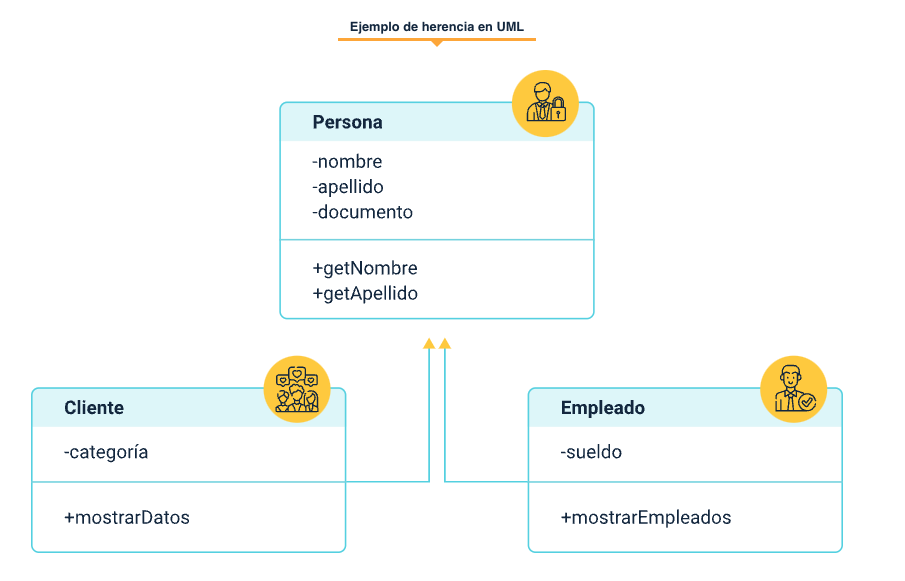 Ejemplo de herencia en UML
Persona
-nombre
-apellido
-documento
+getNombre
+getApellido
Cliente
-categoría
+mostrarDatos
Empleado
-sueldo
+mostrarEmpleados